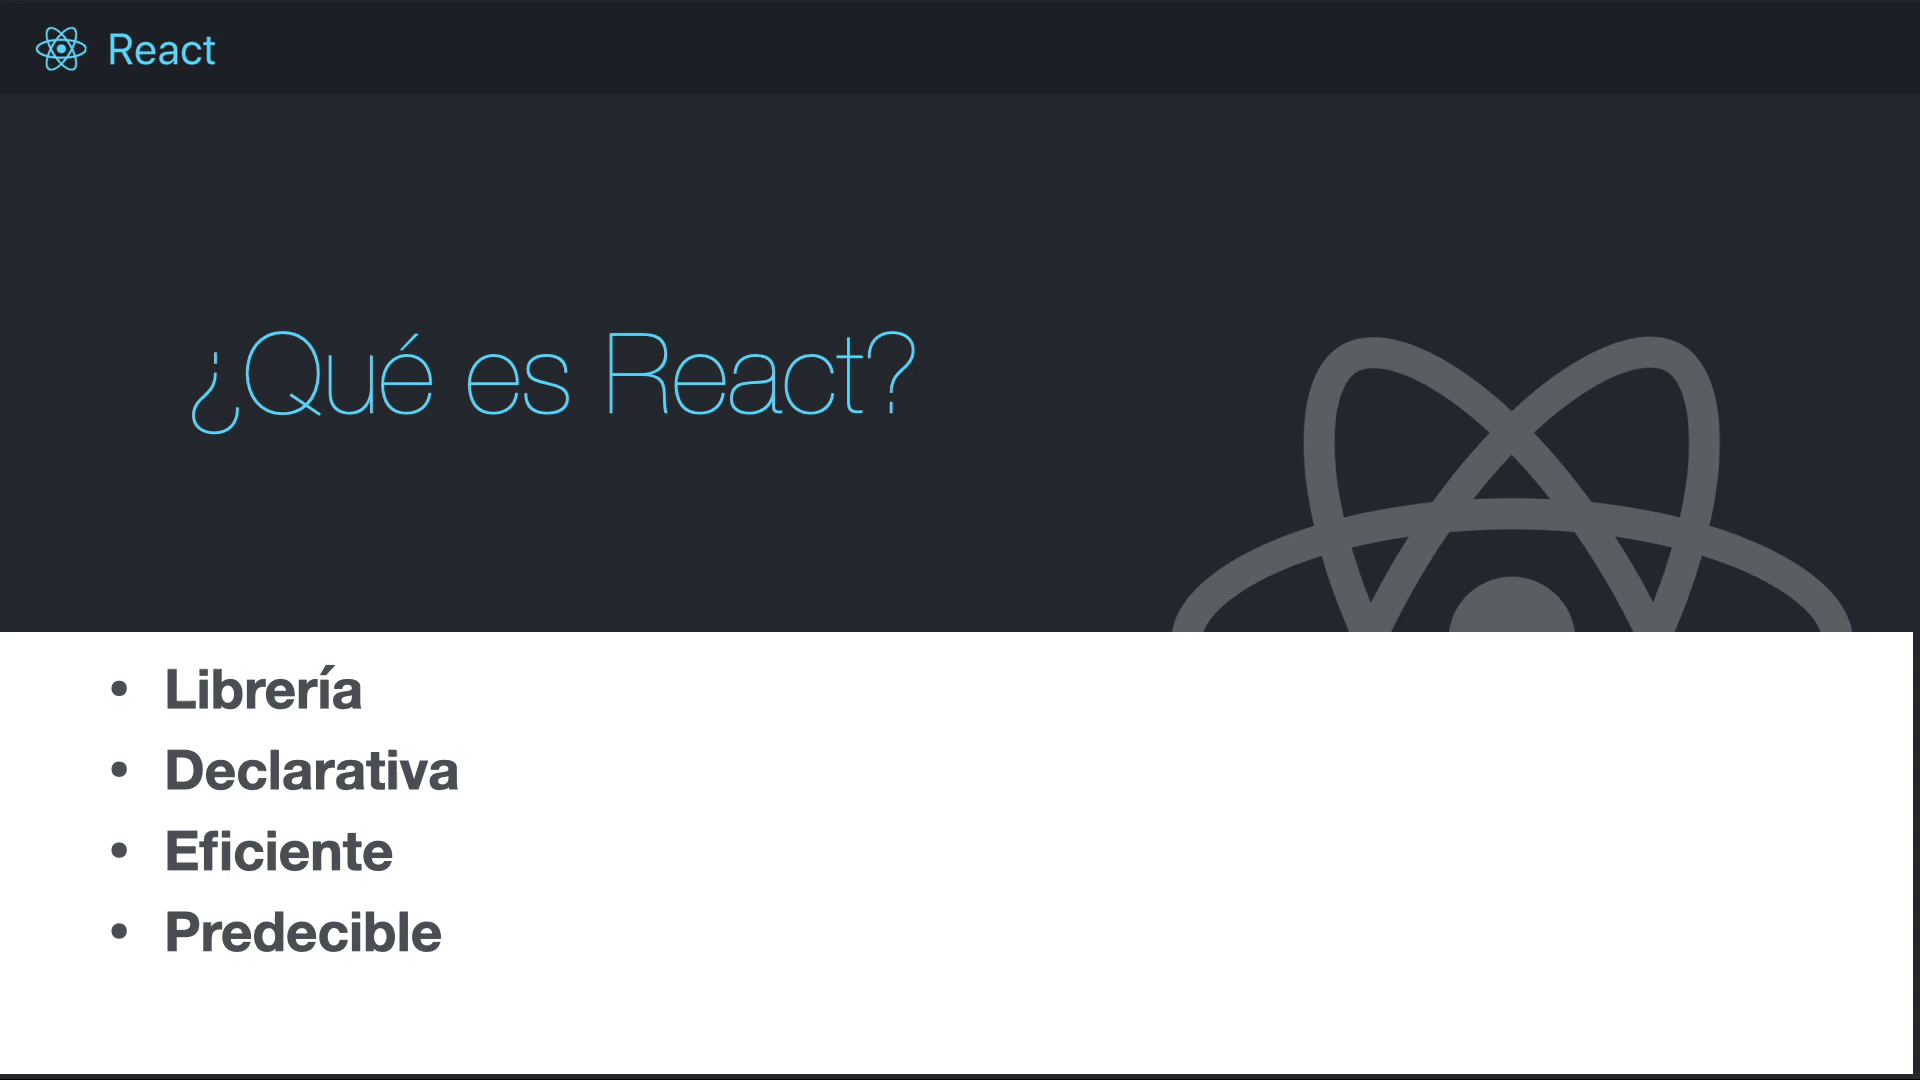 React
¿Qué es React?
• Librería
• Declarativa
• Eficiente
• Predecible